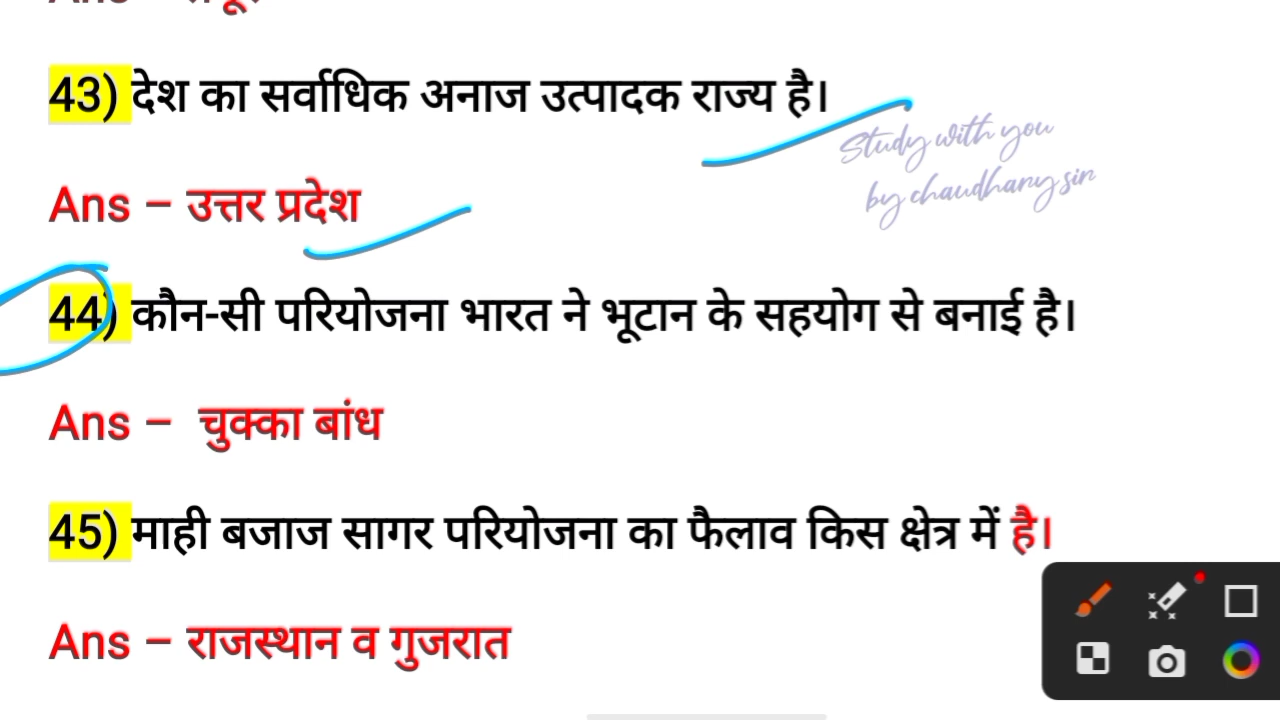 43) देश का सर्वाधिक अनाज उत्पादक राज्य है।
Study with you
by chaudhary sir
Ans – उत्तर प्रदेश
44) कौन-सी परियोजना भारत ने भूटान के सहयोग से बनाई है।
Ans – चुक्का बांध
45) माही बजाज सागर परियोजना का फैलाव किस क्षेत्र में है।
Ans – राजस्थान व गुजरात